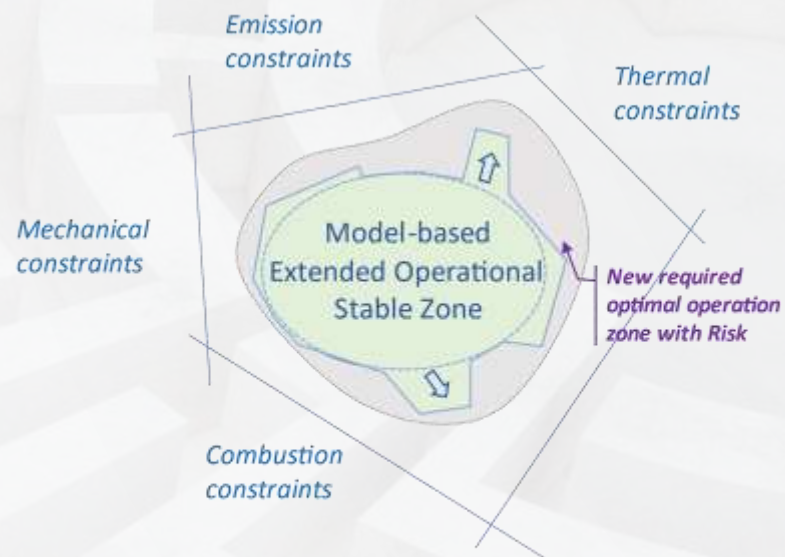 Emission
constraints
Thermal
constraints
Mechanical
constraints
Model-based
Extended Operational
Stable Zone
New required
optimal operation
zone with Risk
Combustion
constraints